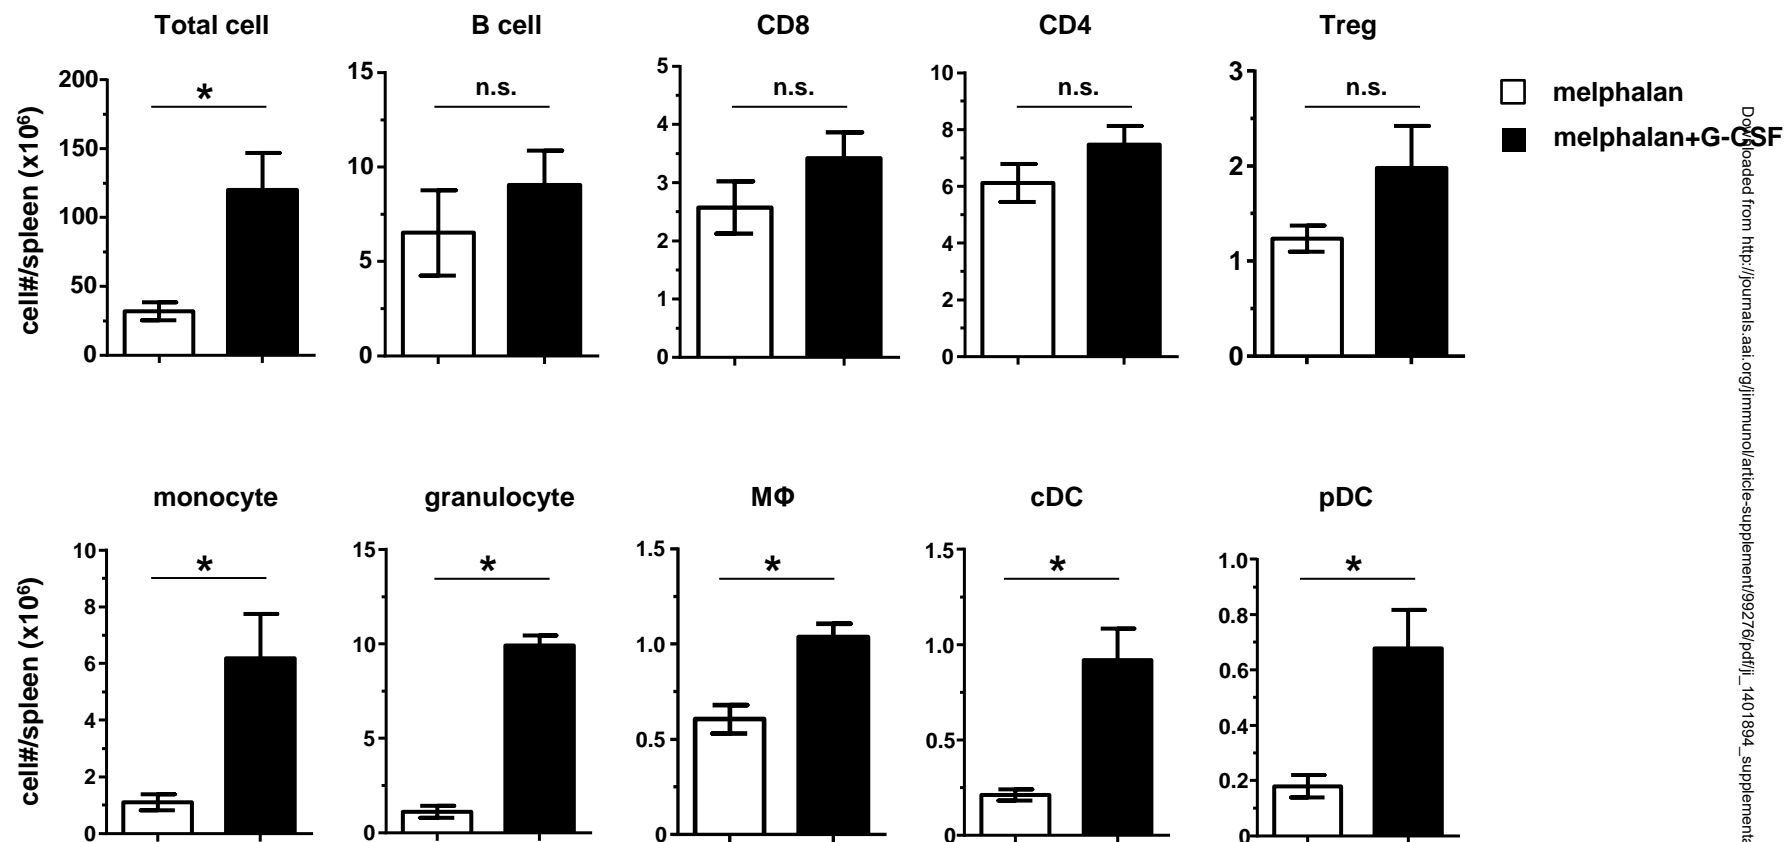 Total cell
B cell
CD8
CD4
Treg
cell#/spleen (x10⁶)
200
150
100
50
0
*
15
10
5
0
n.s.
5
4
3
2
1
0
n.s.
10
8
6
4
2
0
n.s.
3
2
1
0
n.s.
melphalan
melphalan+G-CSF
monocyte
granulocyte
MΦ
cDC
pDC
cell#/spleen (x10⁶)
10
8
6
4
2
0
*
15
10
5
0
*
1.5
1.0
0.5
0
*
1.5
1.0
0.5
0
*
1.0
0.8
0.6
0.4
0.2
0
*
Downloaded from http://journals.aai.org/jimmunol/article-supplement/99276/pdf/ji_1401894_supplementa